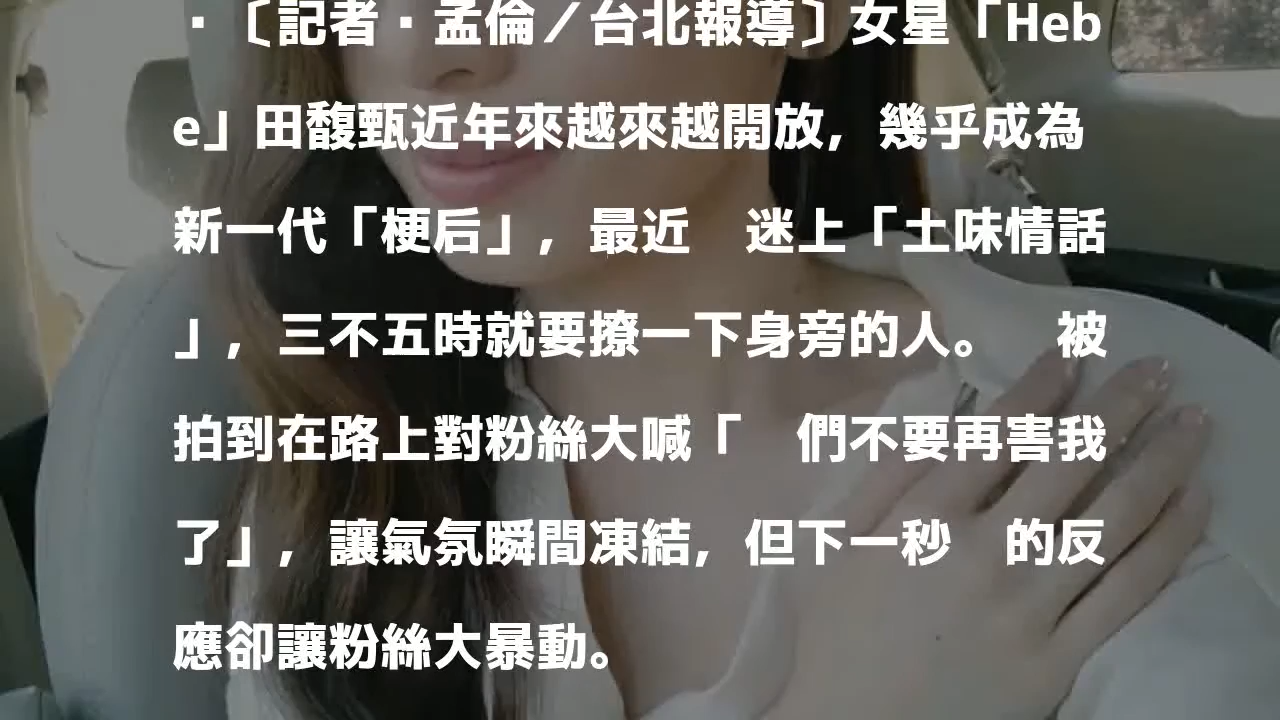 ·〔記者·孟倫／台北報導〕女星「Heb
e」田馥甄近年來越來越開放，幾乎成為
新一代「梗后」，最近　迷上「土味情話
」，三不五時就要撩一下身旁的人。　被
拍到在路上對粉絲大喊「　們不要再害我
了」，讓氣氛瞬間凍結，但下一秒　的反
應卻讓粉絲大暴動。